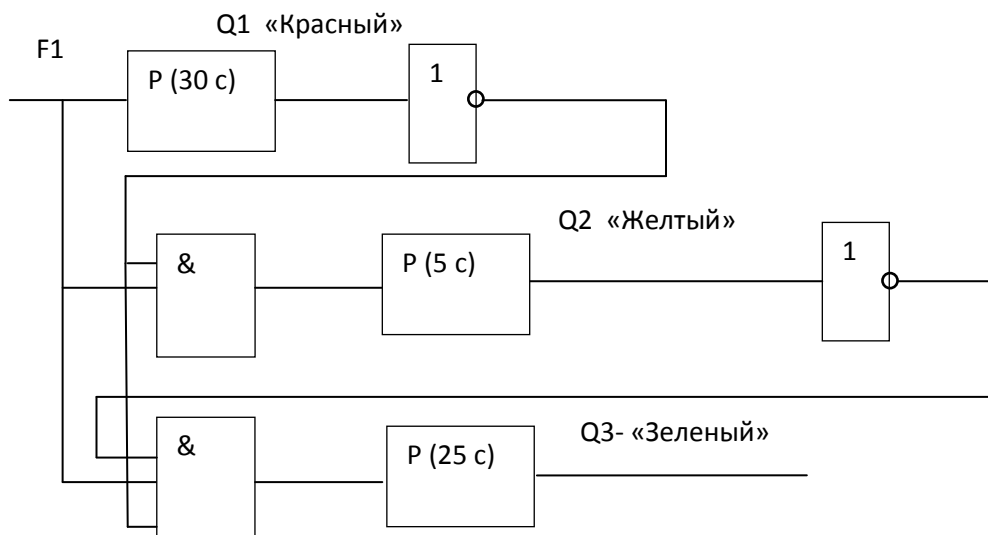 Q1 «Красный»
F1
P (30 c)
1
Q2 «Желтый»
&
P (5 c)
1
Q3- «Зеленый»
&
P (25 c)